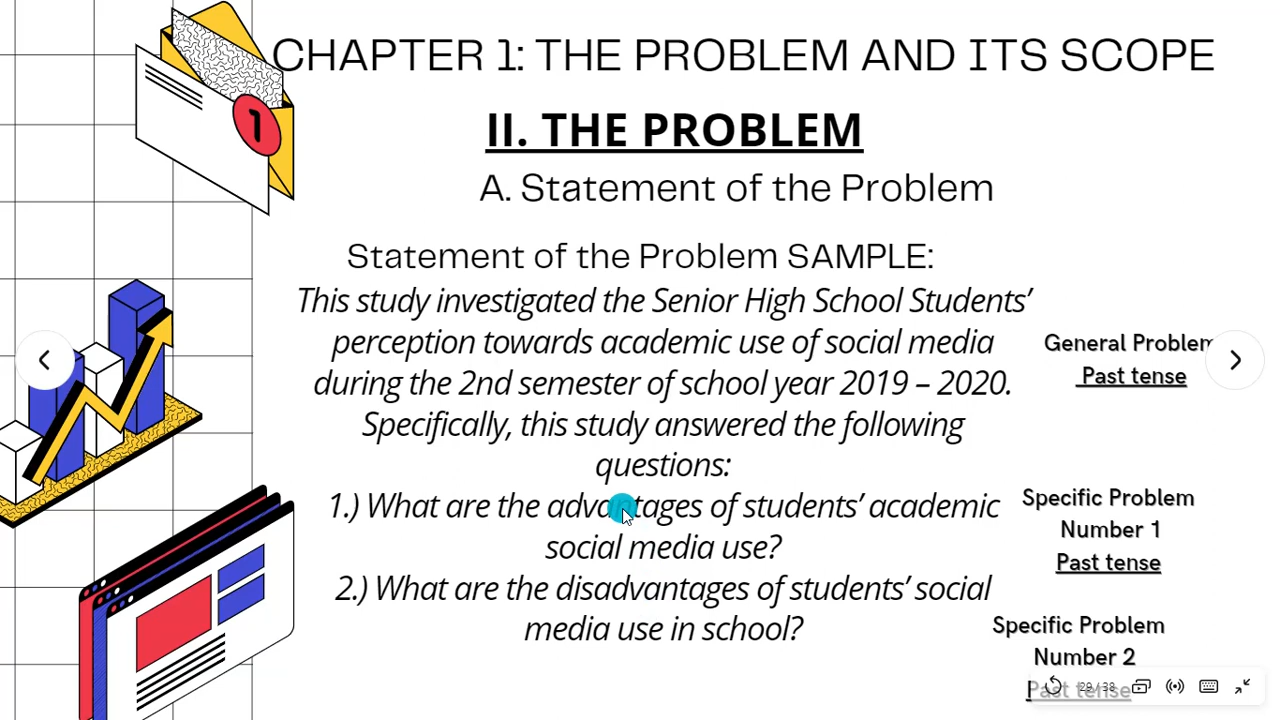 1
CHAPTER 1: THE PROBLEM AND ITS SCOPE
II. THE PROBLEM
A. Statement of the Problem
Statement of the Problem SAMPLE:
This study investigated the Senior High School Students'
perception towards academic use of social media
during the 2nd semester of school year 2019 – 2020.
Specifically, this study answered the following
questions:
1.) What are the advantages of students' academic
social media use?
2.) What are the disadvantages of students' social
media use in school?
General Problem
Past tense
Specific Problem
Number 1
Past tense
Specific Problem
Number 2
Past tense
29 / 38